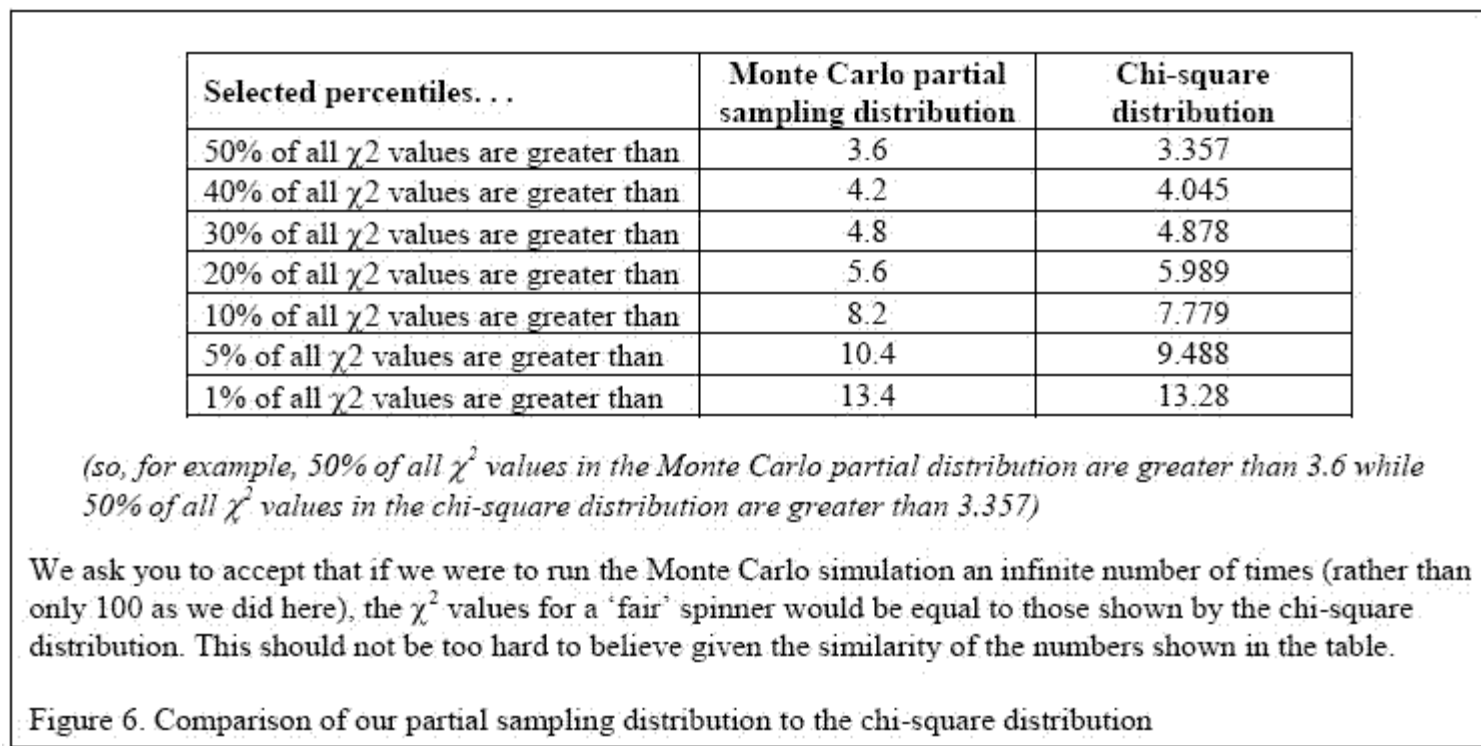 Selected percentiles. . . Monte Carlo partial sampling distribution Chi-square distribution
50% of all χ2 values are greater than 3.6 3.357
40% of all χ2 values are greater than 4.2 4.045
30% of all χ2 values are greater than 4.8 4.878
20% of all χ2 values are greater than 5.6 5.989
10% of all χ2 values are greater than 8.2 7.779
5% of all χ2 values are greater than 10.4 9.488
1% of all χ2 values are greater than 13.4 13.28
(so, for example, 50% of all χ² values in the Monte Carlo partial distribution are greater than 3.6 while
50% of all χ² values in the chi-square distribution are greater than 3.357)
We ask you to accept that if we were to run the Monte Carlo simulation an infinite number of times (rather than
only 100 as we did here), the χ² values for a ‘fair’ spinner would be equal to those shown by the chi-square
distribution. This should not be too hard to believe given the similarity of the numbers shown in the table.
Figure 6. Comparison of our partial sampling distribution to the chi-square distribution